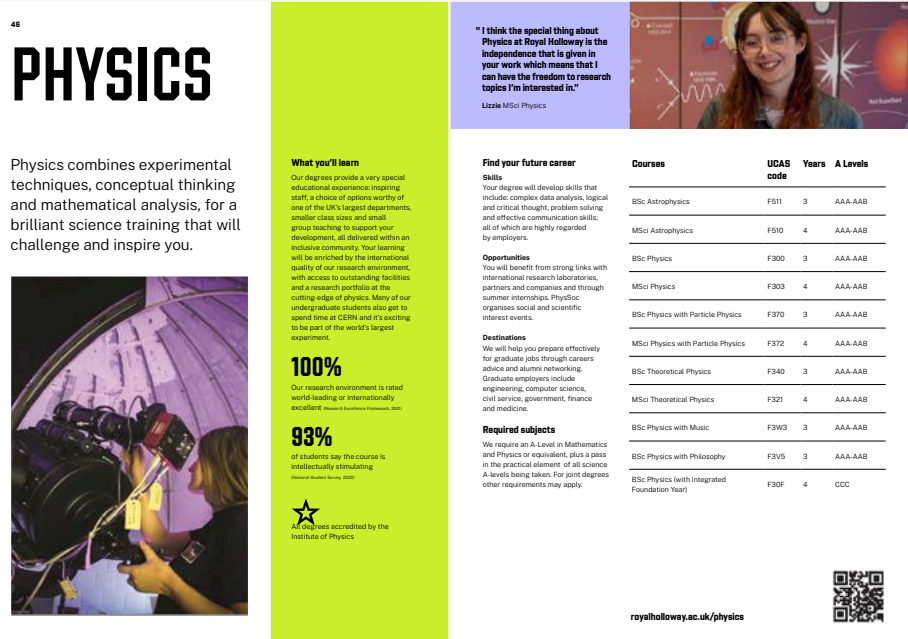 46
PHYSICS
Physics combines experimental
techniques, conceptual thinking
and mathematical analysis, for a
brilliant science training that will
challenge and inspire you.
What you'll learn
Our degrees provide a very special
educational experience: inspiring
staff, a choice of options worthy of
one of the UK's largest departments,
smaller class sizes and small
group teaching to support your
development, all delivered within an
inclusive community. Your learning
will be enriched by the international
quality of our research environment,
with access to outstanding facilities
and a research portfolio at the
cutting-edge of physics. Many of our
undergraduate students also get to
spend time at CERN and it's exciting
to be part of the world's largest
experiment.
100%
Our research environment is rated
world-leading or internationally
excellent (Research Excellence Framework, 2021)
93%
of students say the course is
intellectually stimulating
(National Student Survey, 2022)
All degrees accredited by the
Institute of Physics
" I think the special thing about
Physics at Royal Holloway is the
independence that is given in
your work which means that I
can have the freedom to research
topics I'm interested in."
Lizzie MSci Physics
Find your future career
Skills
Your degree will develop skills that
include: complex data analysis, logical
and critical thought, problem solving
and effective communication skills;
all of which are highly regarded
by employers.
Opportunities
You will benefit from strong links with
international research laboratories,
partners and companies and through
summer internships. PhysSoc
organises social and scientific
interest events.
Destinations
We will help you prepare effectively
for graduate jobs through careers
advice and alumni networking.
Graduate employers include
engineering, computer science,
civil service, government, finance
and medicine.
Required subjects
We require an A-Level in Mathematics
and Physics or equivalent, plus a pass
in the practical element of all science
A-levels being taken. For joint degrees
other requirements may apply.
Courses UCAS code Years A Levels
BSc Astrophysics F511 3 AAA-AAB
MSci Astrophysics F510 4 AAA-AAB
BSc Physics F300 3 AAA-AAB
MSci Physics F303 4 AAA-AAB
BSc Physics with Particle Physics F370 3 AAA-AAB
MSci Physics with Particle Physics F372 4 AAA-AAB
BSc Theoretical Physics F340 3 AAA-AAB
MSci Theoretical Physics F321 4 AAA-AAB
BSc Physics with Music F3W3 3 AAA-AAB
BSc Physics with Philosophy F3V5 3 AAA-AAB
BSc Physics (with Integrated
Foundation Year) F30F 4 CCC
royalholloway.ac.uk/physics